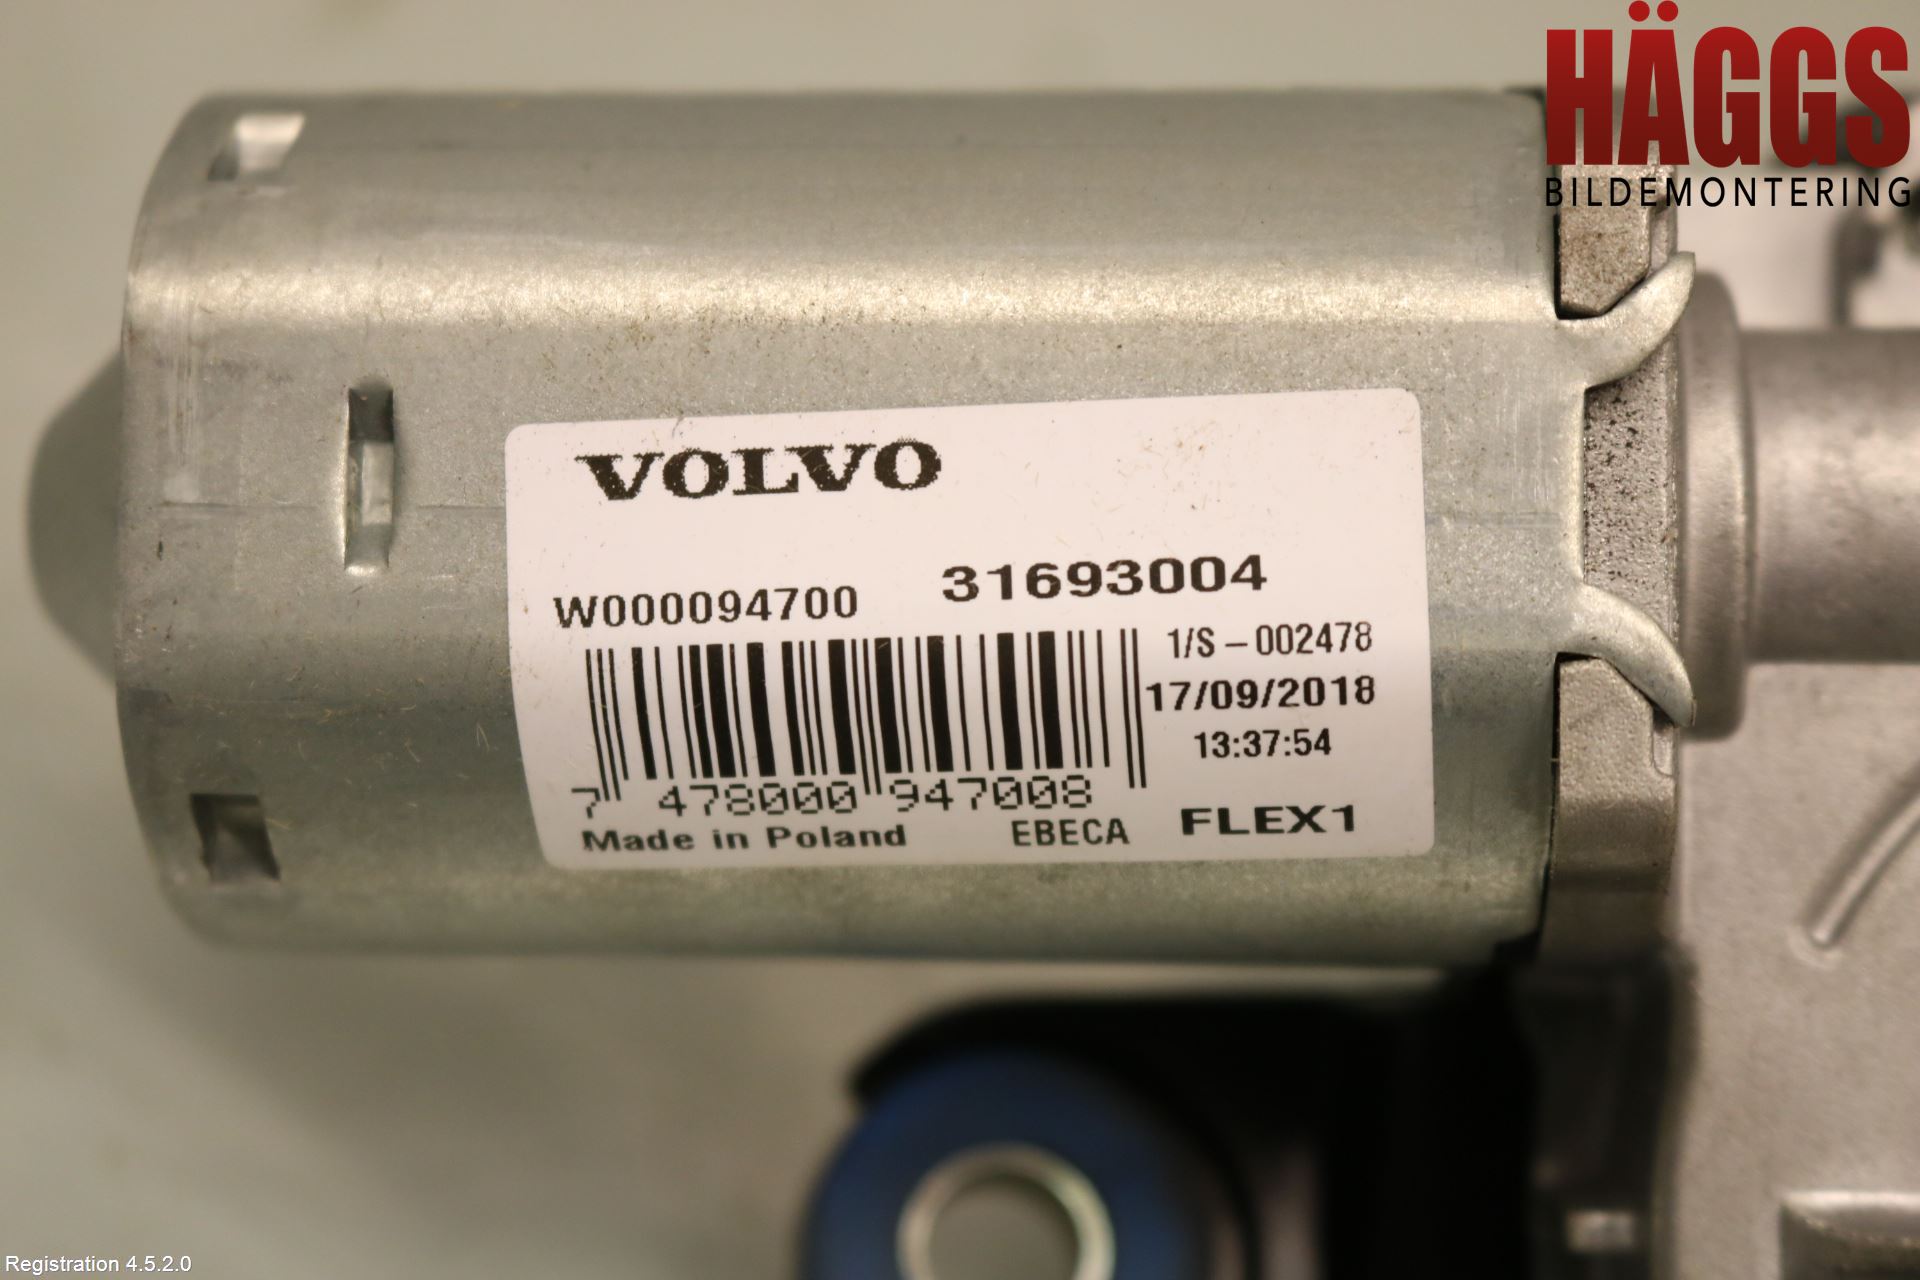 HÄGGS
BILDEMONTERING
VOLVO
W000094700 31693004
1/S – 002478
17/09/2018
13:37:54
7 478000 947008
Made in Poland EBECA FLEX1
Registration 4.5.2.0